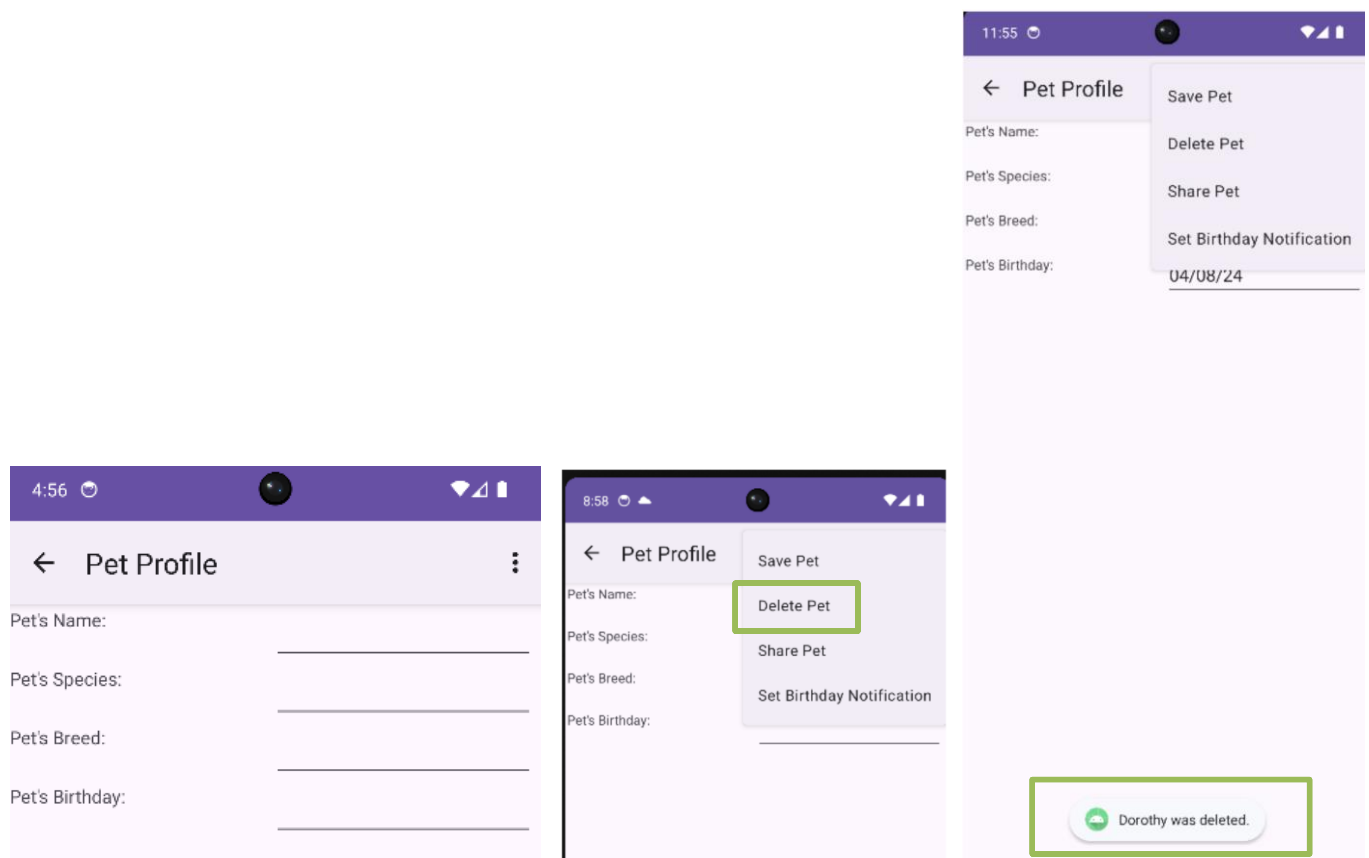 4:56
Pet Profile
Pet's Name:
Pet's Species:
Pet's Breed:
Pet's Birthday:
8:58
Pet Profile
Save Pet
Pet's Name:
Delete Pet
Pet's Species:
Share Pet
Pet's Breed:
Set Birthday Notification
Pet's Birthday:
11:55
Pet Profile
Save Pet
Pet's Name:
Delete Pet
Pet's Species:
Share Pet
Pet's Breed:
Set Birthday Notification
Pet's Birthday:
04/08/24
Dorothy was deleted.